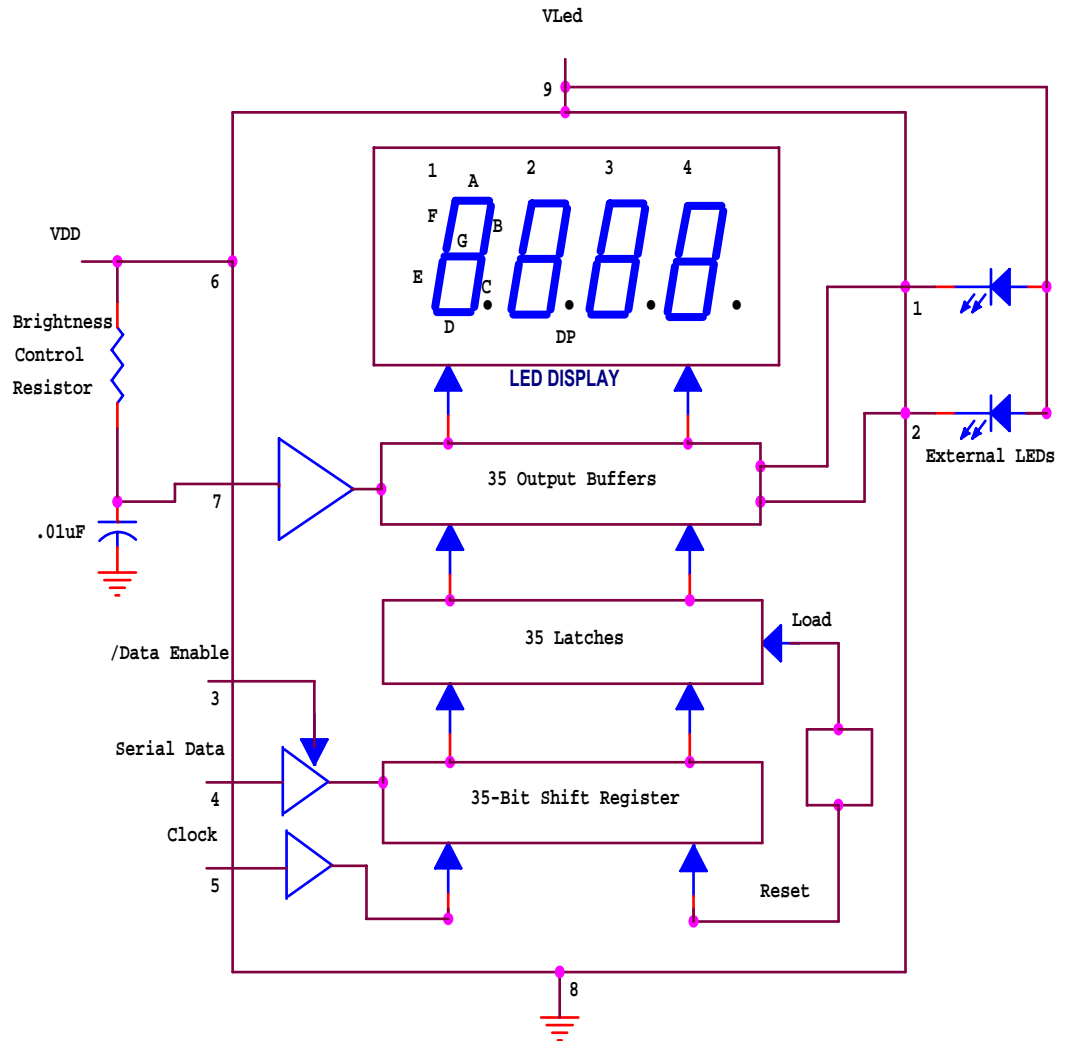 VLed
9
1
2
3
4
A
F
B
G
E
C
D
DP
LED DISPLAY
VDD
6
Brightness
Control
Resistor
1
2
External LEDs
35 Output Buffers
7
.01uF
35 Latches
Load
/Data Enable
3
Serial Data
4
35-Bit Shift Register
Clock
5
Reset
8